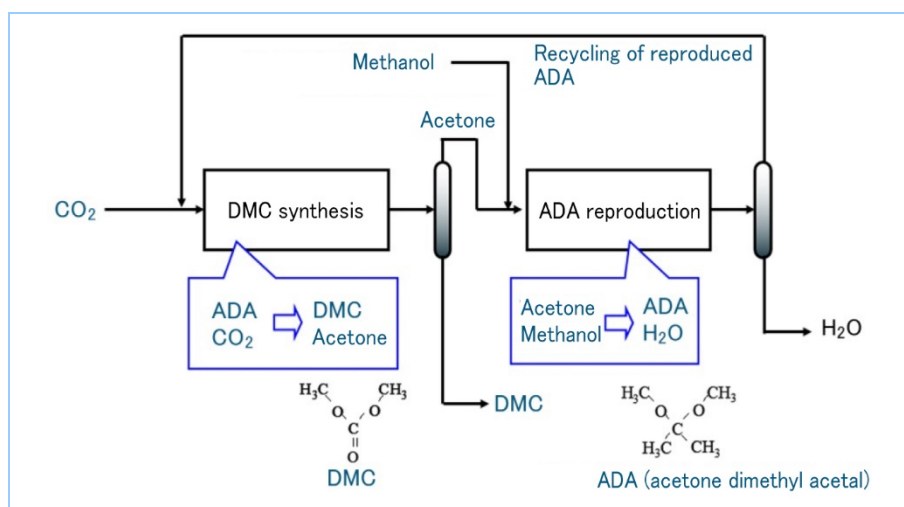 Recycling of reproduced
ADA
Methanol
Acetone
CO₂
DMC synthesis
ADA reproduction
ADA
CO₂
DMC
Acetone
Acetone
Methanol
ADA
H₂O
H₂O
DMC
H₃C
CH₃
O
O
C
O
DMC
H₃C
CH₃
O
O
C
H₃C
CH₃
ADA (acetone dimethyl acetal)